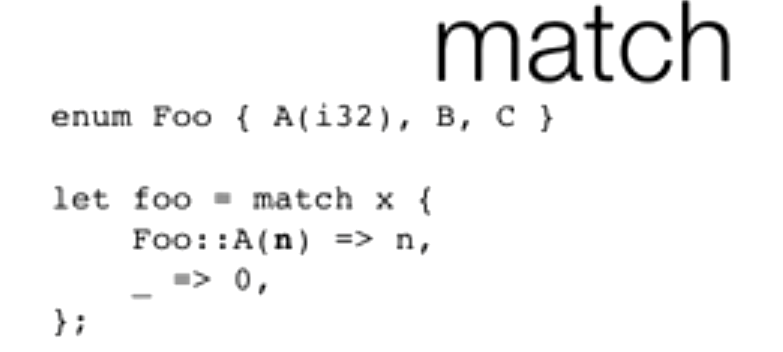 match
enum Foo { A(i32), B, C }
let foo = match x {
    Foo::A(n) => n,
    _ => 0,
};